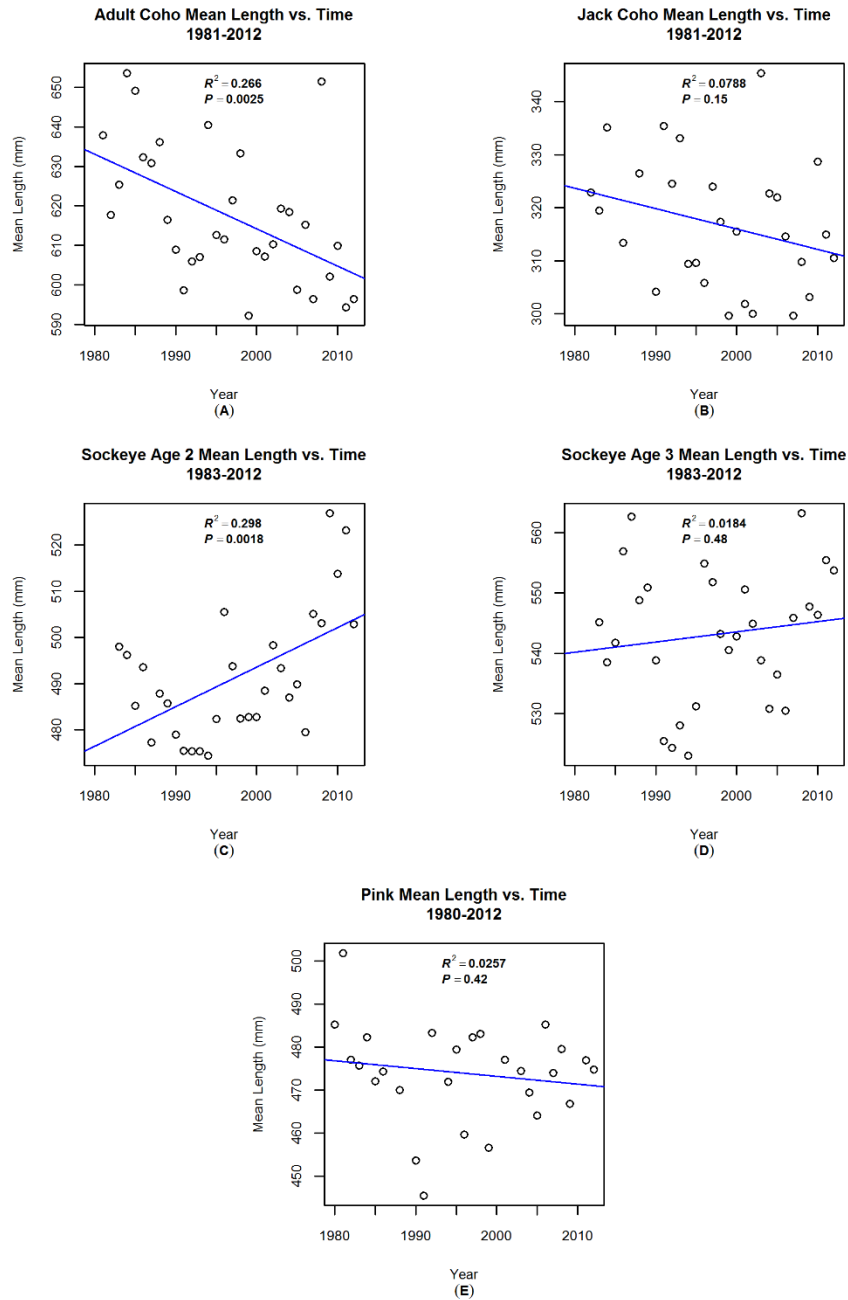 Adult Coho Mean Length vs. Time
1981-2012
R² = 0.266
P = 0.0025
Mean Length (mm)
650
640
630
620
610
600
590
1980 1990 2000 2010
Year
(A)
Jack Coho Mean Length vs. Time
1981-2012
R² = 0.0788
P = 0.15
Mean Length (mm)
340
330
320
310
300
1980 1990 2000 2010
Year
(B)
Sockeye Age 2 Mean Length vs. Time
1983-2012
R² = 0.298
P = 0.0018
Mean Length (mm)
520
510
500
490
480
1980 1990 2000 2010
Year
(C)
Sockeye Age 3 Mean Length vs. Time
1983-2012
R² = 0.0184
P = 0.48
Mean Length (mm)
560
550
540
530
1980 1990 2000 2010
Year
(D)
Pink Mean Length vs. Time
1980-2012
R² = 0.0257
P = 0.42
Mean Length (mm)
500
490
480
470
460
450
1980 1990 2000 2010
Year
(E)